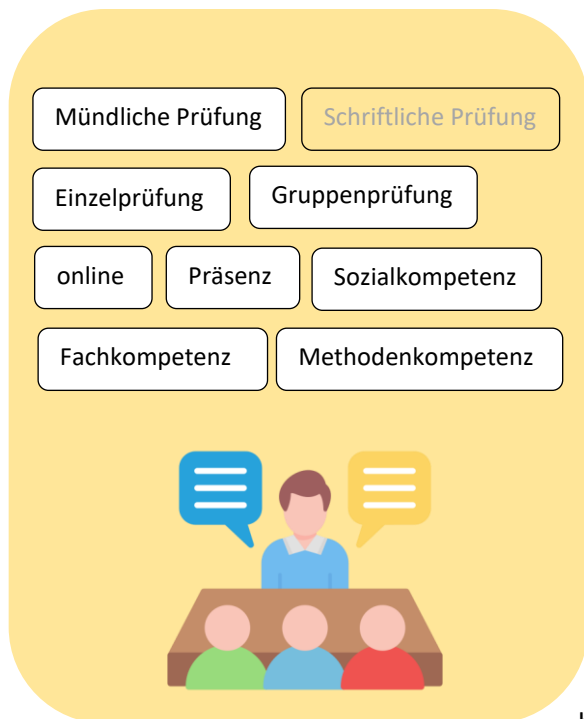 Mündliche Prüfung Schriftliche Prüfung
Einzelprüfung Gruppenprüfung
online Präsenz Sozialkompetenz
Fachkompetenz Methodenkompetenz